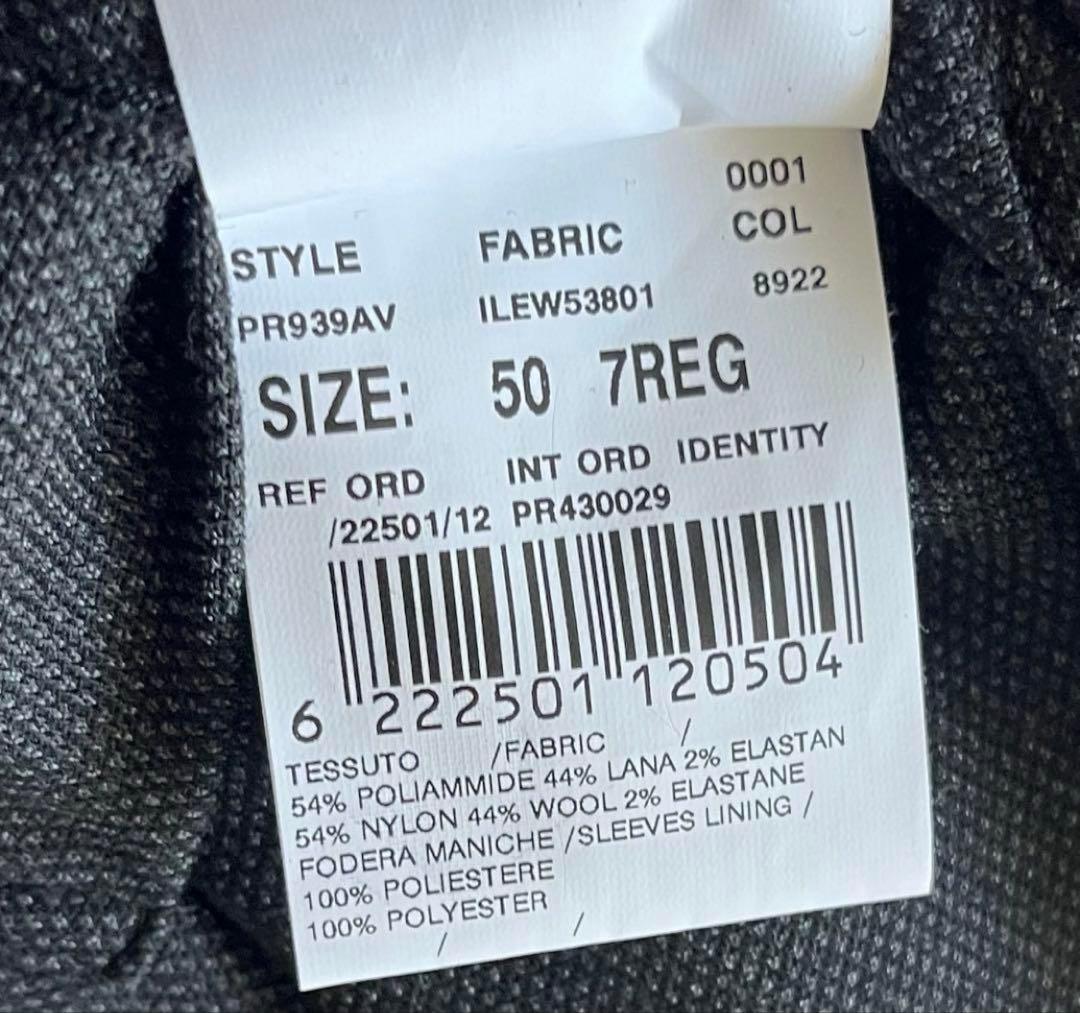 0001
STYLE FABRIC COL
PR939AV ILEW53801 8922
SIZE: 50 7REG
REF ORD INT ORD IDENTITY
/22501/12 PR430029
6 222501 120504
TESSUTO /FABRIC /
54% POLIAMMIDE 44% LANA 2% ELASTAN
54% NYLON 44% WOOL 2% ELASTANE
FODERA MANICHE /SLEEVES LINING /
100% POLIESTERE
100% POLYESTER
/ /